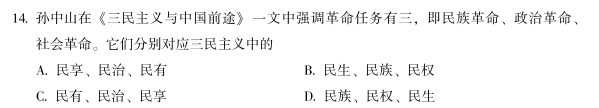 14. 孙中山在《三民主义与中国前途》一文中强调革命任务有三，即民族革命、政治革命、
社会革命。它们分别对应三民主义中的
A. 民享、民治、民有 B. 民生、民族、民权
C. 民有、民治、民享 D. 民族、民权、民生